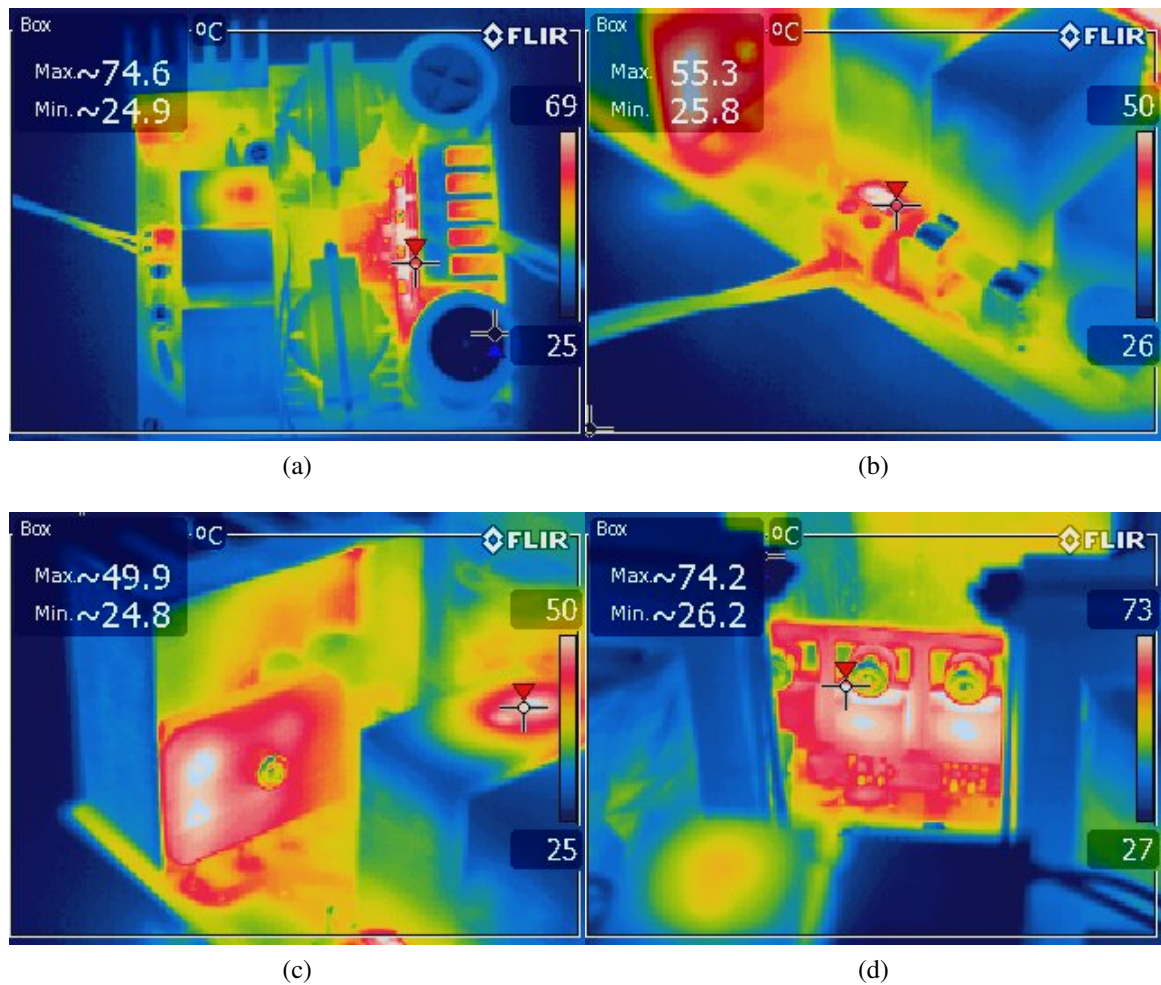 Box °C FLIR
Max.~74.6
Min.~24.9
69
25
(a)
Box °C FLIR
Max. 55.3
Min. 25.8
50
26
(b)
Box °C FLIR
Max.~49.9
Min.~24.8
50
25
(c)
Box °C FLIR
Max.~74.2
Min.~26.2
73
27
(d)